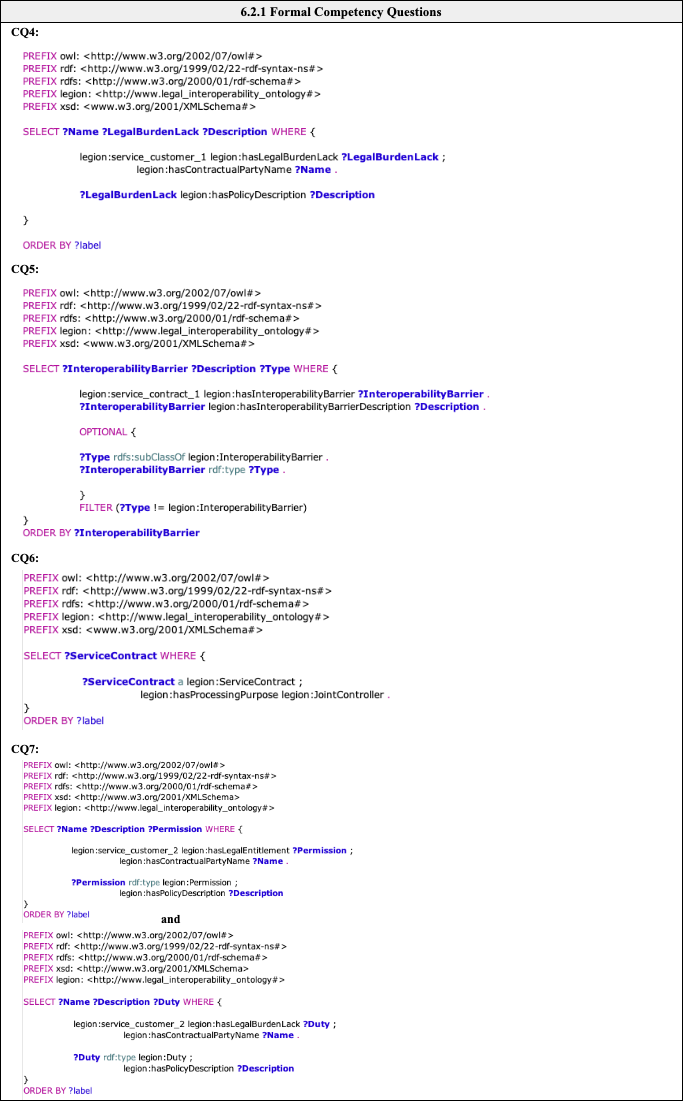 6.2.1 Formal Competency Questions
CQ4:
PREFIX owl: <http://www.w3.org/2002/07/owl#>
PREFIX rdf: <http://www.w3.org/1999/02/22-rdf-syntax-ns#>
PREFIX rdfs: <http://www.w3.org/2000/01/rdf-schema#>
PREFIX legion: <http://www.legal_interoperability_ontology#>
PREFIX xsd: <www.w3.org/2001/XMLSchema#>
SELECT ?Name ?LegalBurdenLack ?Description WHERE {
legion:service_customer_1 legion:hasLegalBurdenLack ?LegalBurdenLack ;
legion:hasContractualPartyName ?Name .
?LegalBurdenLack legion:hasPolicyDescription ?Description
}
ORDER BY ?label
CQ5:
PREFIX owl: <http://www.w3.org/2002/07/owl#>
PREFIX rdf: <http://www.w3.org/1999/02/22-rdf-syntax-ns#>
PREFIX rdfs: <http://www.w3.org/2000/01/rdf-schema#>
PREFIX legion: <http://www.legal_interoperability_ontology#>
PREFIX xsd: <www.w3.org/2001/XMLSchema#>
SELECT ?InteroperabilityBarrier ?Description ?Type WHERE {
legion:service_contract_1 legion:hasInteroperabilityBarrier ?InteroperabilityBarrier .
?InteroperabilityBarrier legion:hasInteroperabilityBarrierDescription ?Description .
OPTIONAL {
?Type rdfs:subClassOf legion:InteroperabilityBarrier .
?InteroperabilityBarrier rdf:type ?Type .
}
FILTER (?Type != legion:InteroperabilityBarrier)
}
ORDER BY ?InteroperabilityBarrier
CQ6:
PREFIX owl: <http://www.w3.org/2002/07/owl#>
PREFIX rdf: <http://www.w3.org/1999/02/22-rdf-syntax-ns#>
PREFIX rdfs: <http://www.w3.org/2000/01/rdf-schema#>
PREFIX legion: <http://www.legal_interoperability_ontology#>
PREFIX xsd: <www.w3.org/2001/XMLSchema#>
SELECT ?ServiceContract WHERE {
?ServiceContract a legion:ServiceContract ;
legion:hasProcessingPurpose legion:JointController .
}
ORDER BY ?label
CQ7:
PREFIX owl: <http://www.w3.org/2002/07/owl#>
PREFIX rdf: <http://www.w3.org/1999/02/22-rdf-syntax-ns#>
PREFIX rdfs: <http://www.w3.org/2000/01/rdf-schema#>
PREFIX xsd: <http://www.w3.org/2001/XMLSchema>
PREFIX legion: <http://www.legal_interoperability_ontology#>
SELECT ?Name ?Description ?Permission WHERE {
legion:service_customer_2 legion:hasLegalEntitlement ?Permission ;
legion:hasContractualPartyName ?Name .
?Permission rdf:type legion:Permission ;
legion:hasPolicyDescription ?Description
}
ORDER BY ?label
and
PREFIX owl: <http://www.w3.org/2002/07/owl#>
PREFIX rdf: <http://www.w3.org/1999/02/22-rdf-syntax-ns#>
PREFIX rdfs: <http://www.w3.org/2000/01/rdf-schema#>
PREFIX xsd: <http://www.w3.org/2001/XMLSchema>
PREFIX legion: <http://www.legal_interoperability_ontology#>
SELECT ?Name ?Description ?Duty WHERE {
legion:service_customer_2 legion:hasLegalBurdenLack ?Duty ;
legion:hasContractualPartyName ?Name .
?Duty rdf:type legion:Duty ;
legion:hasPolicyDescription ?Description
}
ORDER BY ?label